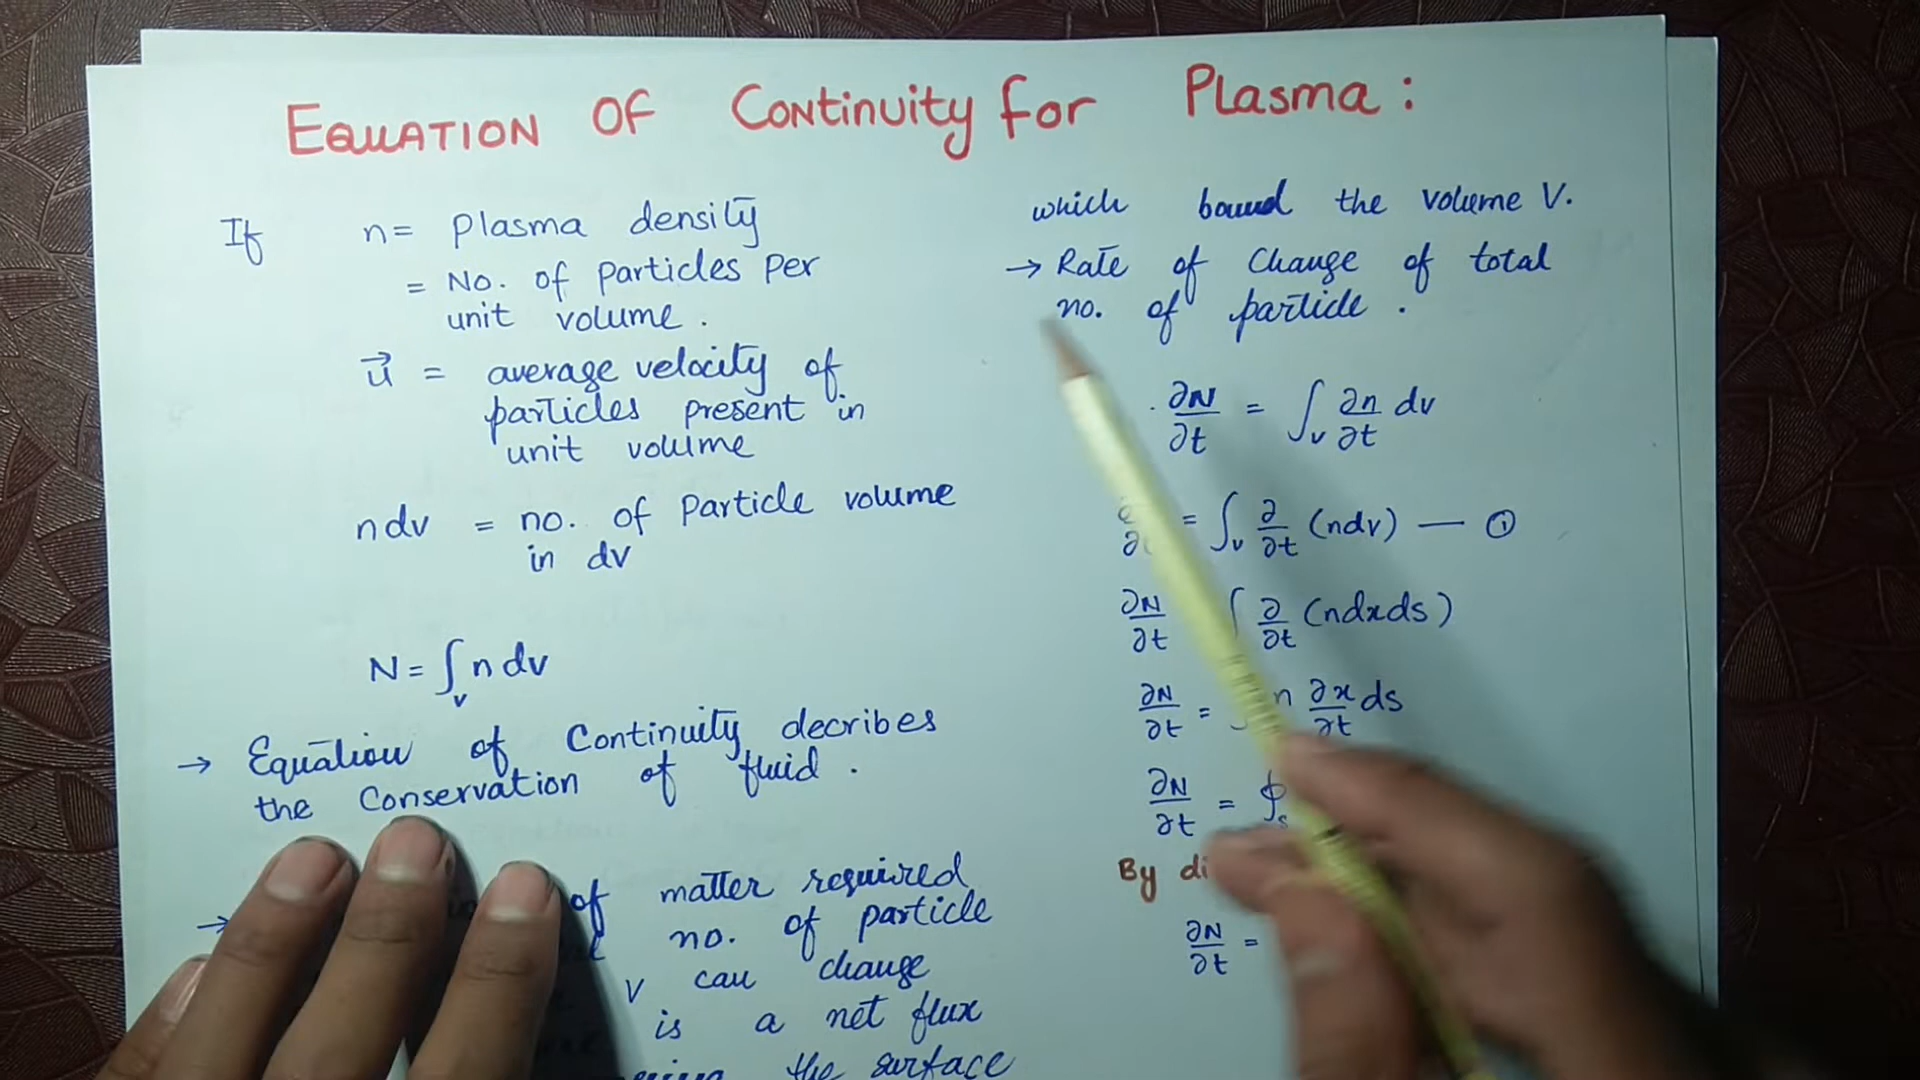 EQUATION OF Continuity for Plasma :
If n = plasma density
= No. of particles per
unit volume .
u⃗ = average velocity of
particles present in
unit volume
n dv = no. of Particle volume
in dv
N = ∫v n dv
→ Equation of Continuity decribes
the Conservation of fluid .
→ of matter required
no. of particle
V can change
is a net flux
the surface
which bound the volume V.
→ Rate of Change of total
no. of particle .
∂N/∂t = ∫v ∂n/∂t dv
= ∫v ∂/∂t (ndv) — ①
∂N/∂t ∫ ∂/∂t (ndxds)
∂N/∂t = n ∂x/∂t ds
∂N/∂t = ∮s
By
∂N/∂t =